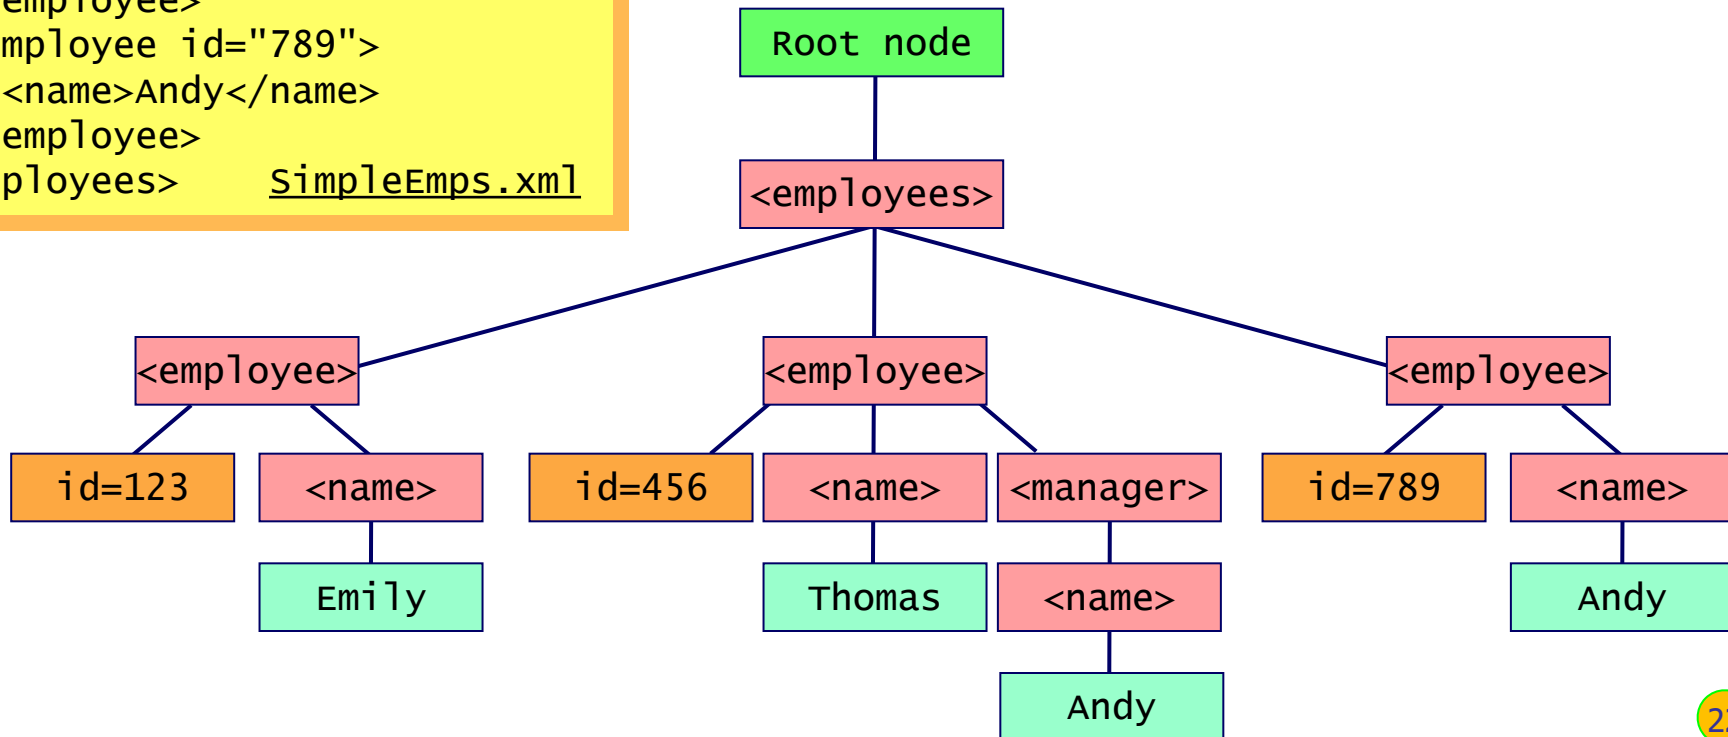 employee>
mployee id="789">
<name>Andy</name>
employee>
ployees> SimpleEmps.xml
Root node
<employees>
<employee> <employee> <employee>
id=123 <name> id=456 <name> <manager> id=789 <name>
Emily Thomas <name> Andy
Andy